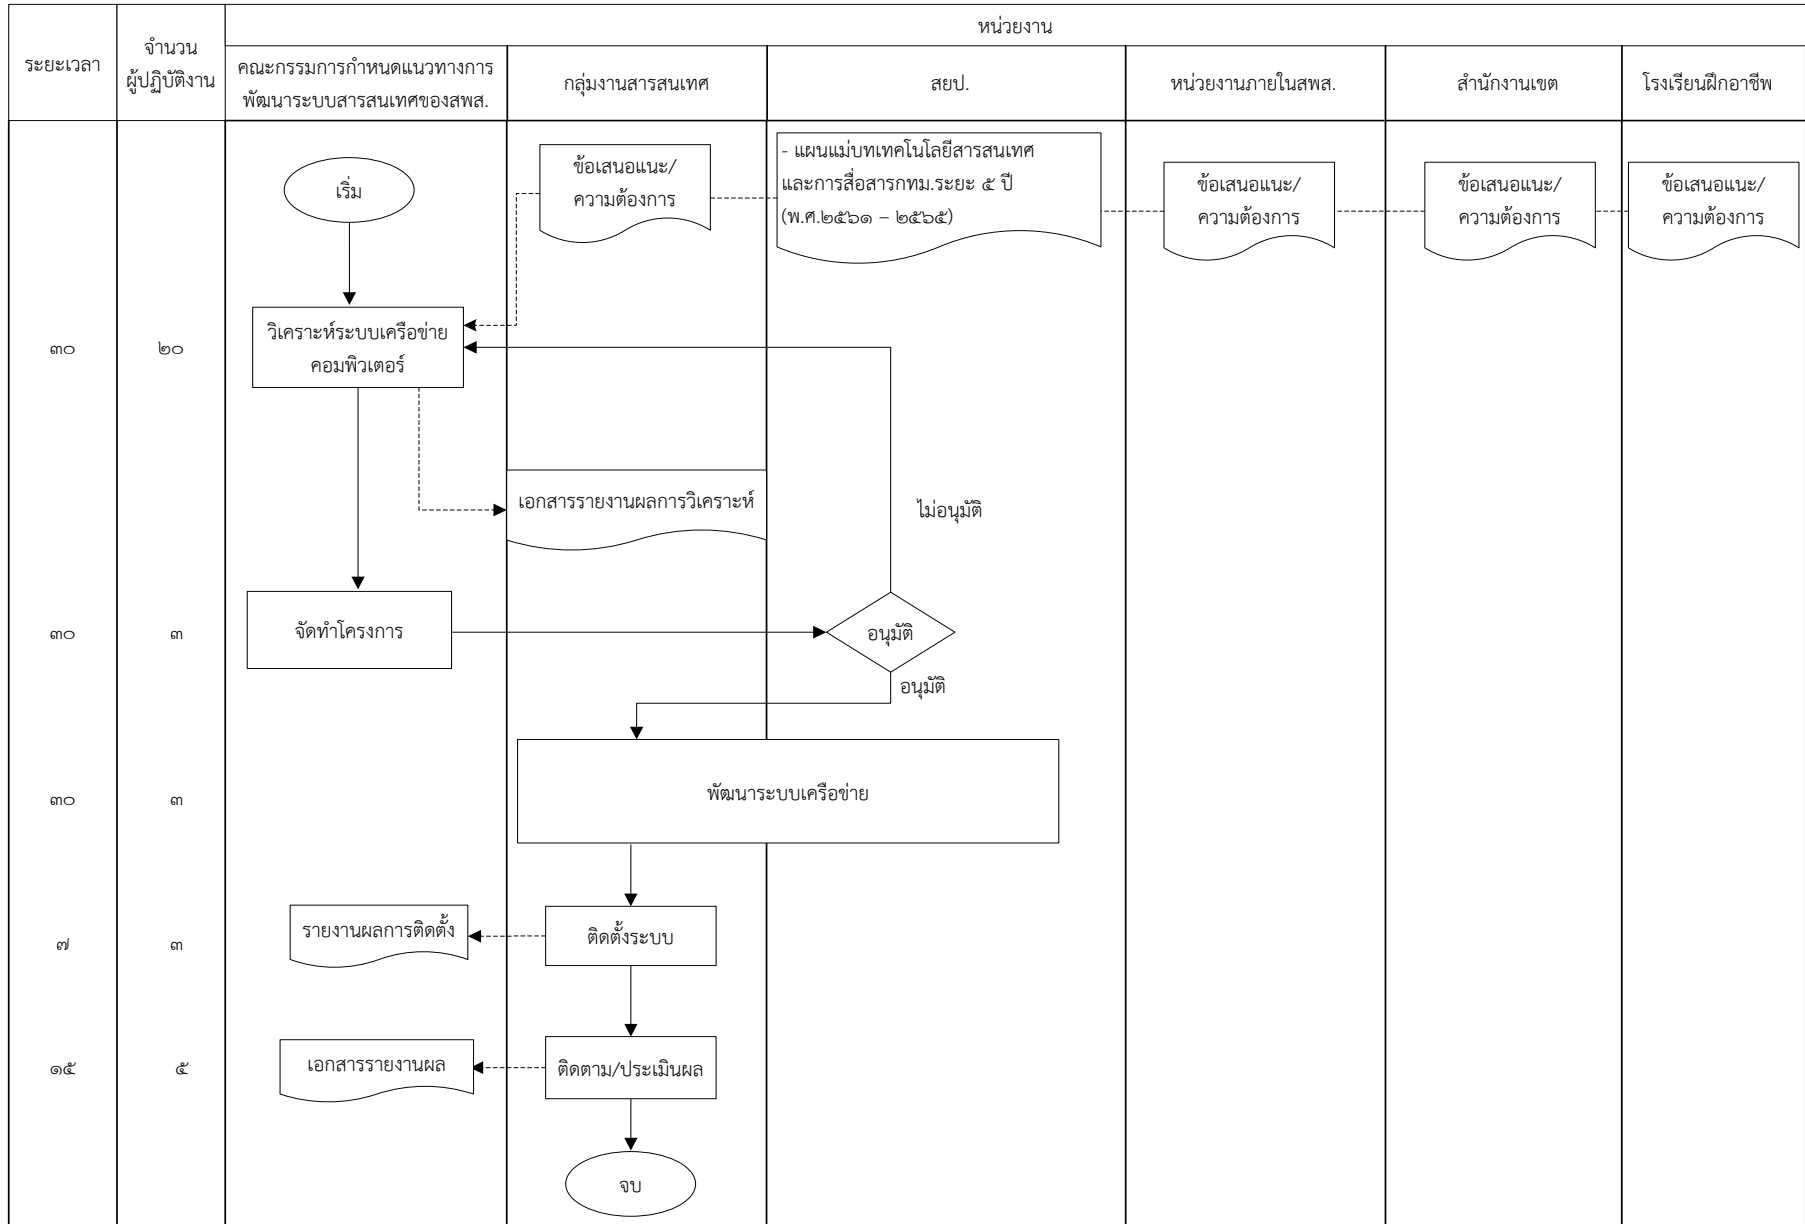 หน่วยงาน
ระยะเวลา
จำนวน
ผู้ปฏิบัติงาน
คณะกรรมการกำหนดแนวทางการ
พัฒนาระบบสารสนเทศของสพส.
กลุ่มงานสารสนเทศ
สยป.
หน่วยงานภายในสพส.
สำนักงานเขต
โรงเรียนฝึกอาชีพ
เริ่ม
ข้อเสนอแนะ/
ความต้องการ
- แผนแม่บทเทคโนโลยีสารสนเทศ
และการสื่อสารกทม.ระยะ ๕ ปี
(พ.ศ.๒๕๖๑ – ๒๕๖๕)
ข้อเสนอแนะ/
ความต้องการ
ข้อเสนอแนะ/
ความต้องการ
ข้อเสนอแนะ/
ความต้องการ
๓๐
๒๐
วิเคราะห์ระบบเครือข่าย
คอมพิวเตอร์
เอกสารรายงานผลการวิเคราะห์
ไม่อนุมัติ
๓๐
๓
จัดทำโครงการ
อนุมัติ
อนุมัติ
๓๐
๓
พัฒนาระบบเครือข่าย
๗
๓
รายงานผลการติดตั้ง
ติดตั้งระบบ
๑๕
๕
เอกสารรายงานผล
ติดตาม/ประเมินผล
จบ